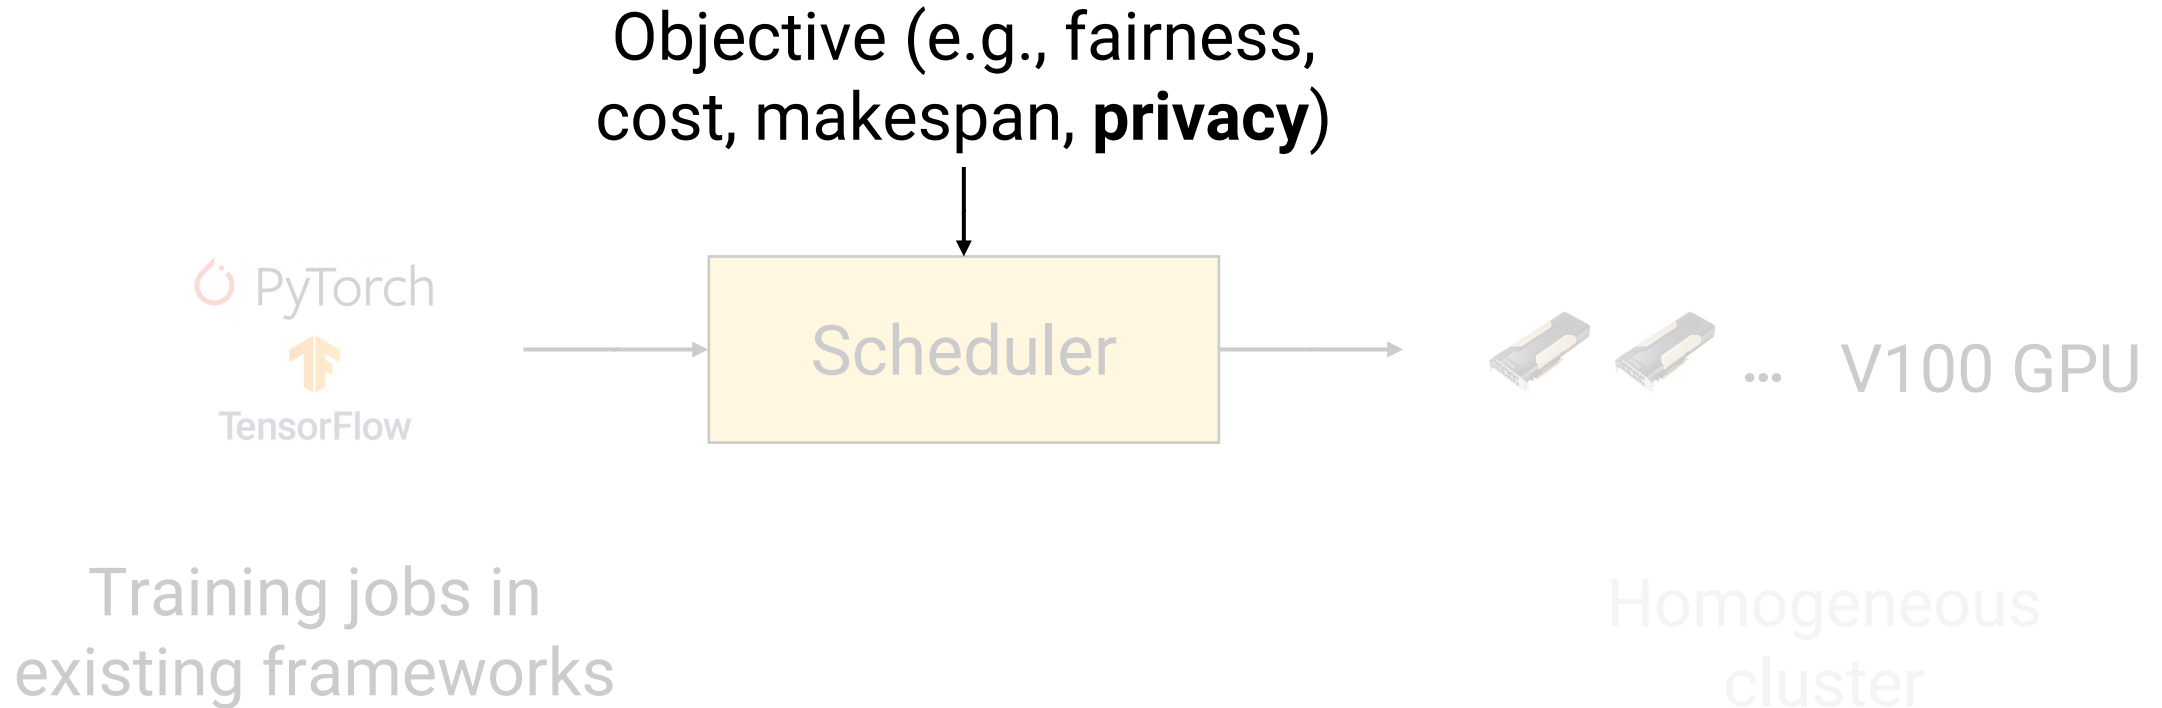 Objective (e.g., fairness,
cost, makespan, privacy)
PyTorch
TensorFlow
Scheduler
... V100 GPU
Training jobs in
existing frameworks
Homogeneous
cluster